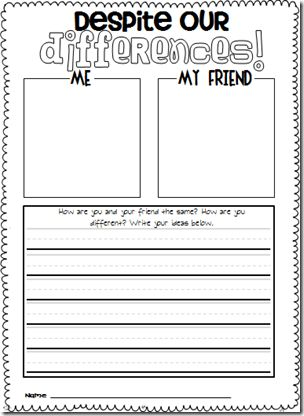 DESPITE OUR
differences!
ME MY FRIEND
How are you and your friend the same? How are you
different? Write your ideas below.
Name